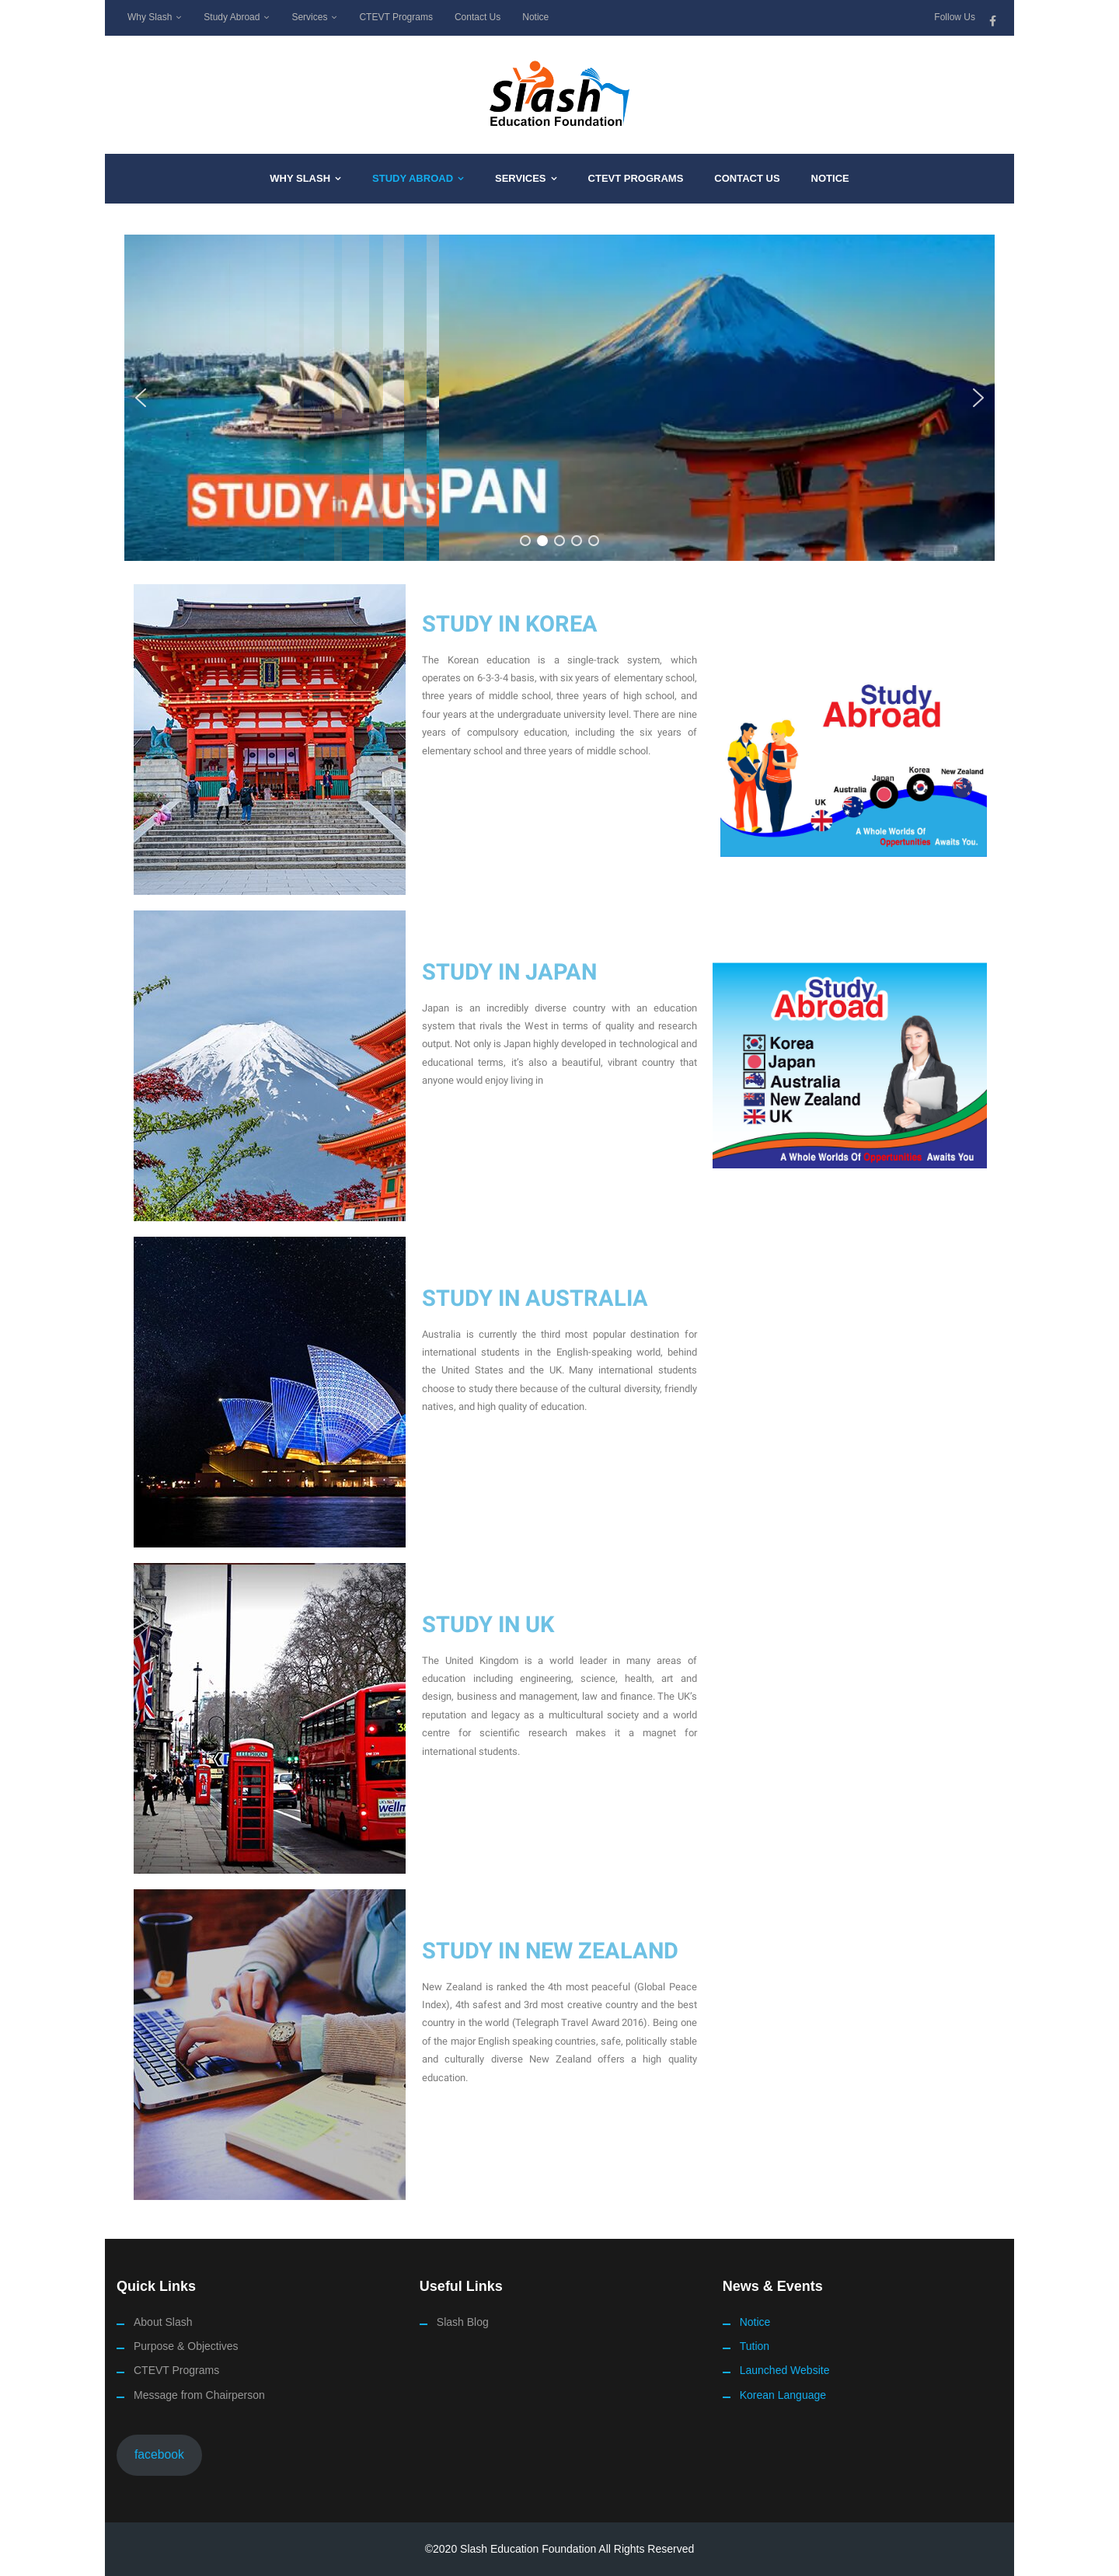 Why Slash Study Abroad Services CTEVT Programs Contact Us Notice Follow Us
Slash
Education Foundation
WHY SLASH STUDY ABROAD SERVICES CTEVT PROGRAMS CONTACT US NOTICE
STUDY in AUS
PAN
STUDY IN KOREA
The Korean education is a single-track system, which
operates on 6-3-3-4 basis, with six years of elementary school,
three years of middle school, three years of high school, and
four years at the undergraduate university level. There are nine
years of compulsory education, including the six years of
elementary school and three years of middle school.
Study
Abroad
UK
Australia
Japan
Korea
New Zealand
A Whole Worlds Of
Opportunities Awaits You.
STUDY IN JAPAN
Japan is an incredibly diverse country with an education
system that rivals the West in terms of quality and research
output. Not only is Japan highly developed in technological and
educational terms, it's also a beautiful, vibrant country that
anyone would enjoy living in
Study
Abroad
Korea
Japan
Australia
New Zealand
UK
A Whole Worlds Of Opportunities Awaits You
STUDY IN AUSTRALIA
Australia is currently the third most popular destination for
international students in the English-speaking world, behind
the United States and the UK. Many international students
choose to study there because of the cultural diversity, friendly
natives, and high quality of education.
TELEPHONE
STUDY IN UK
The United Kingdom is a world leader in many areas of
education including engineering, science, health, art and
design, business and management, law and finance. The UK's
reputation and legacy as a multicultural society and a world
centre for scientific research makes it a magnet for
international students.
STUDY IN NEW ZEALAND
New Zealand is ranked the 4th most peaceful (Global Peace
Index), 4th safest and 3rd most creative country and the best
country in the world (Telegraph Travel Award 2016). Being one
of the major English speaking countries, safe, politically stable
and culturally diverse New Zealand offers a high quality
education.
Quick Links
About Slash
Purpose & Objectives
CTEVT Programs
Message from Chairperson
facebook
Useful Links
Slash Blog
News & Events
Notice
Tution
Launched Website
Korean Language
©2020 Slash Education Foundation All Rights Reserved